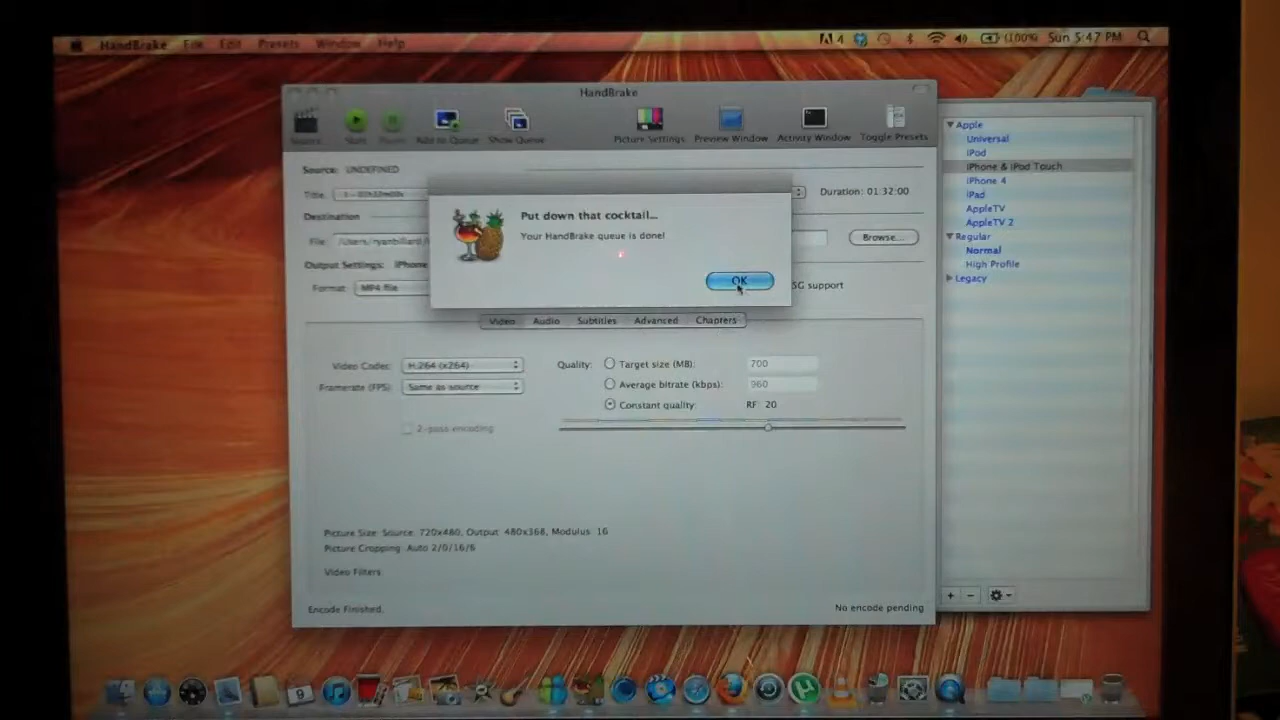 HandBrake File Edit Presets Window Help
4 (100%) Sun 5:47 PM
HandBrake
Source Start Pause Add to Queue Show Queue Picture Settings Preview Window Activity Window Toggle Presets
Source: UNDEFINED
Title: Duration: 01:32:00
Destination
File: Browse...
Output Settings: iPhone
Format: MP4 file SG support
Put down that cocktail...
Your HandBrake queue is done!
OK
Video Audio Subtitles Advanced Chapters
Video Codec: H.264 (x264) Quality: Target size (MB): 700
Framerate (FPS): Same as source Average bitrate (kbps): 960
Constant quality: RF 20
2-pass encoding
Picture Size: Source: 720x480, Output: 480x368, Modulus: 16
Picture Cropping: Auto 2/0/16/6
Video Filters:
Encode Finished. No encode pending
Apple
Universal
iPod
iPhone & iPod Touch
iPhone 4
iPad
AppleTV
AppleTV 2
Regular
Normal
High Profile
Legacy
9